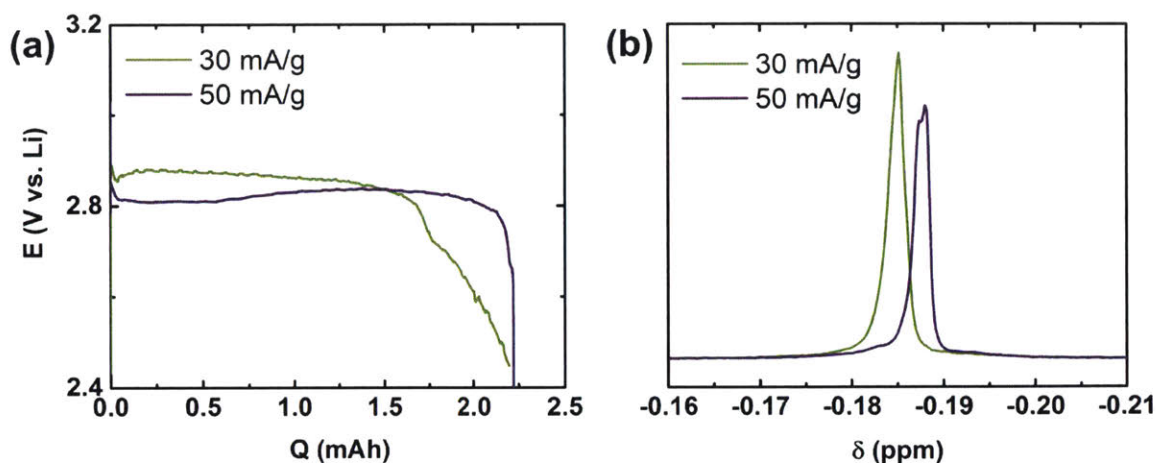 (a)
3.2
2.8
2.4
E (V vs. Li)
30 mA/g
50 mA/g
0.0 0.5 1.0 1.5 2.0 2.5
Q (mAh)
(b)
30 mA/g
50 mA/g
-0.16 -0.17 -0.18 -0.19 -0.20 -0.21
δ (ppm)